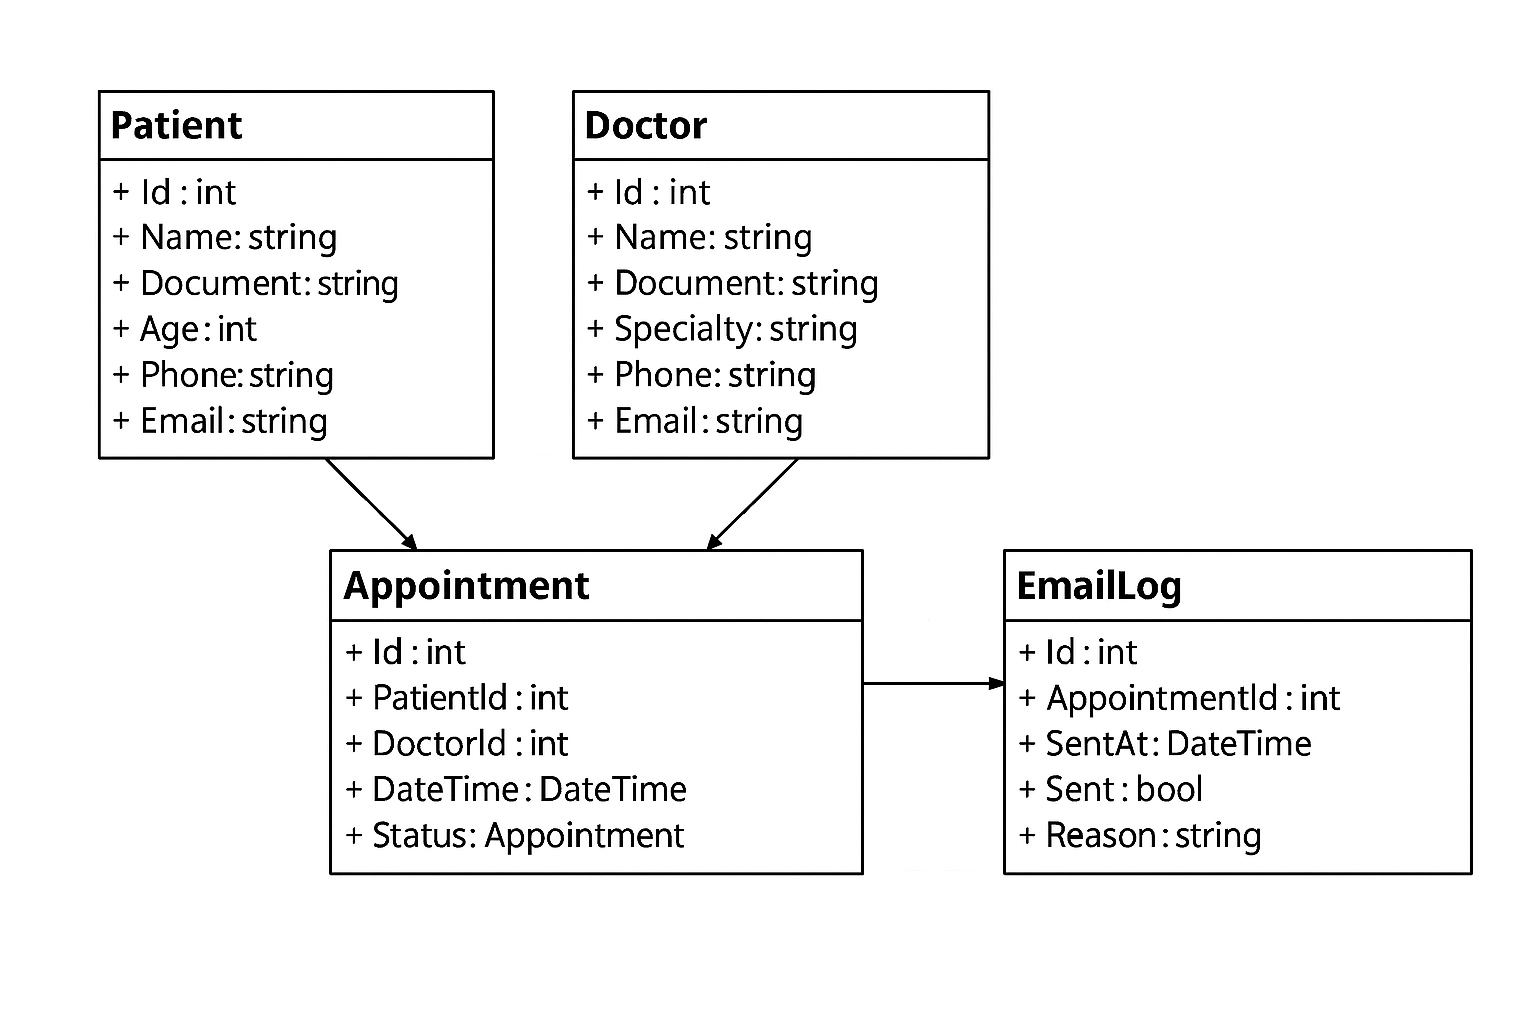 Patient
+ Id : int
+ Name: string
+ Document: string
+ Age: int
+ Phone: string
+ Email: string
Doctor
+ Id : int
+ Name: string
+ Document: string
+ Specialty: string
+ Phone: string
+ Email: string
Appointment
+ Id : int
+ PatientId : int
+ DoctorId : int
+ DateTime: DateTime
+ Status: Appointment
EmailLog
+ Id : int
+ AppointmentId : int
+ SentAt: DateTime
+ Sent : bool
+ Reason: string